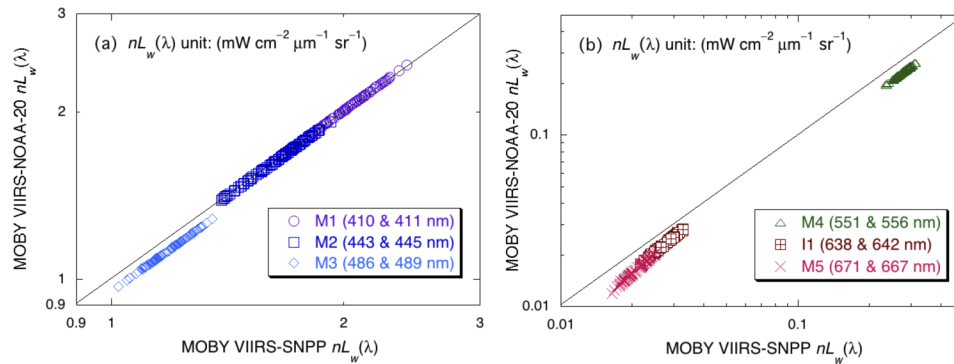 (a) nLw(λ) unit: (mW cm−2 μm−1 sr−1)
MOBY VIIRS-NOAA-20 nLw(λ)
3
2
1
0.9
M1 (410 & 411 nm)
M2 (443 & 445 nm)
M3 (486 & 489 nm)
0.9
1
2
3
MOBY VIIRS-SNPP nLw(λ)
(b) nLw(λ) unit: (mW cm−2 μm−1 sr−1)
MOBY VIIRS-NOAA-20 nLw(λ)
0.1
0.01
M4 (551 & 556 nm)
I1 (638 & 642 nm)
M5 (671 & 667 nm)
0.01
0.1
MOBY VIIRS-SNPP nLw(λ)